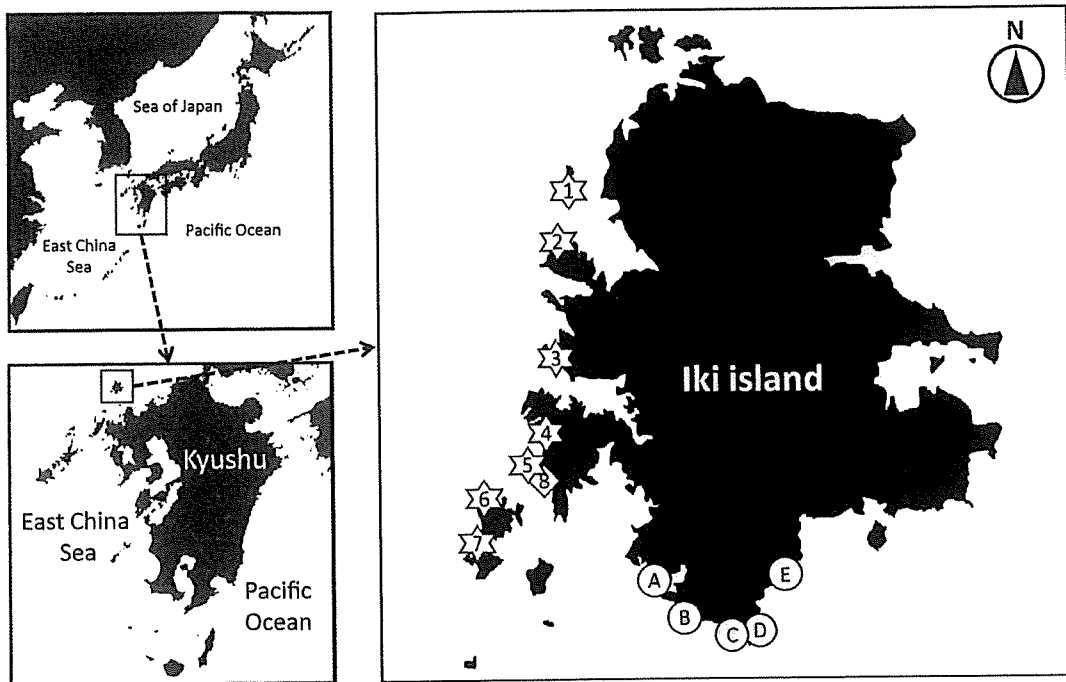 Sea of Japan
Pacific Ocean
East China
Sea
Kyushu
East China
Sea
Pacific
Ocean
N
1
2
3
Iki island
4
5
8
6
7
A
E
B
C
D